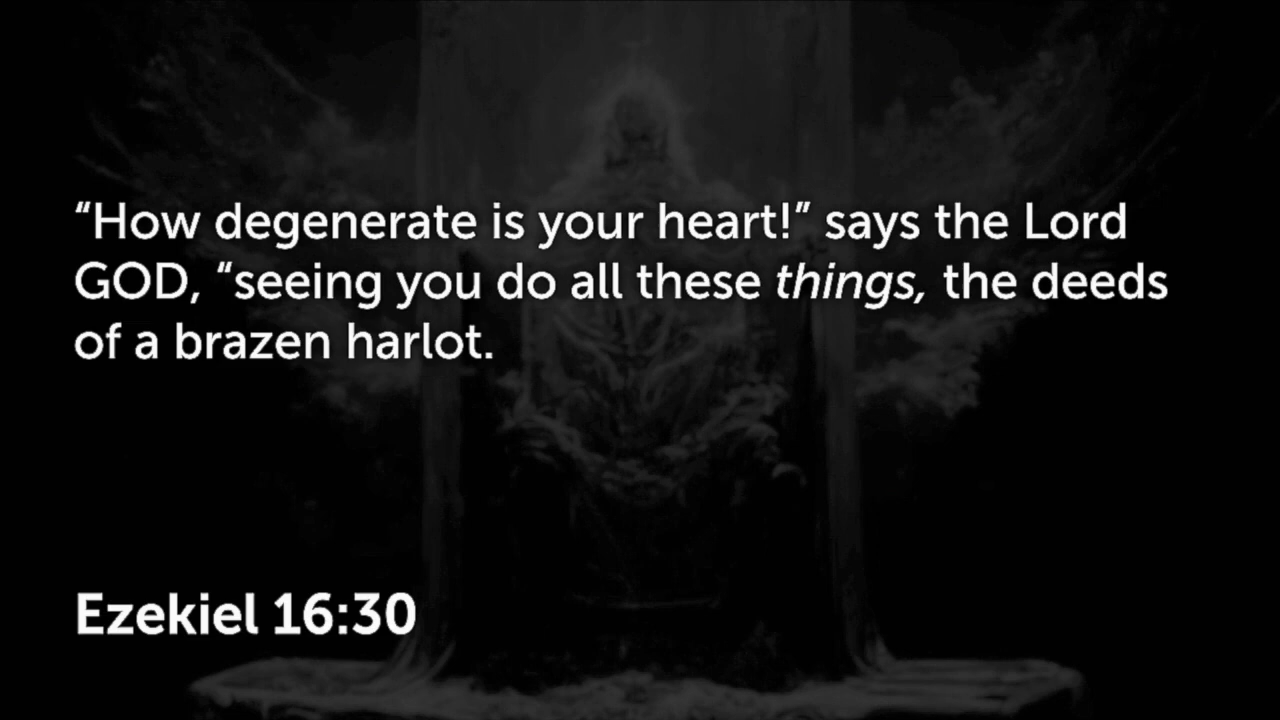 “How degenerate is your heart!” says the Lord
GOD, “seeing you do all these things, the deeds
of a brazen harlot.
Ezekiel 16:30